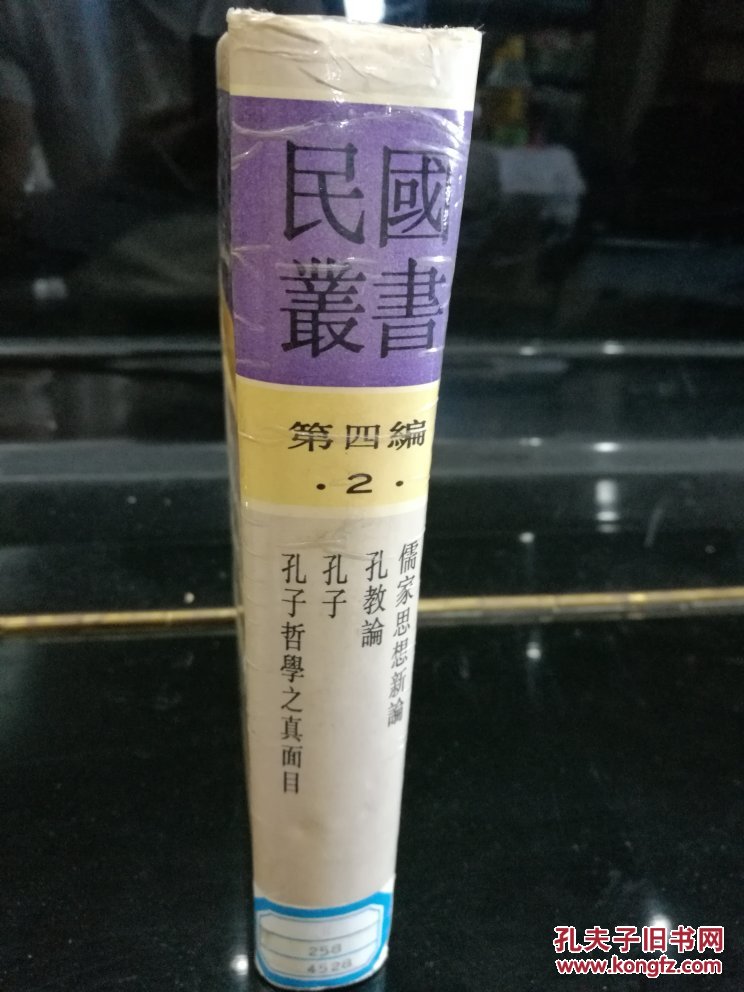 民國
叢書
第四編
·2·
儒家思想新論
孔教論
孔子
孔子哲學之真面目
258
4528
孔夫子旧书网
www.kongfz.com